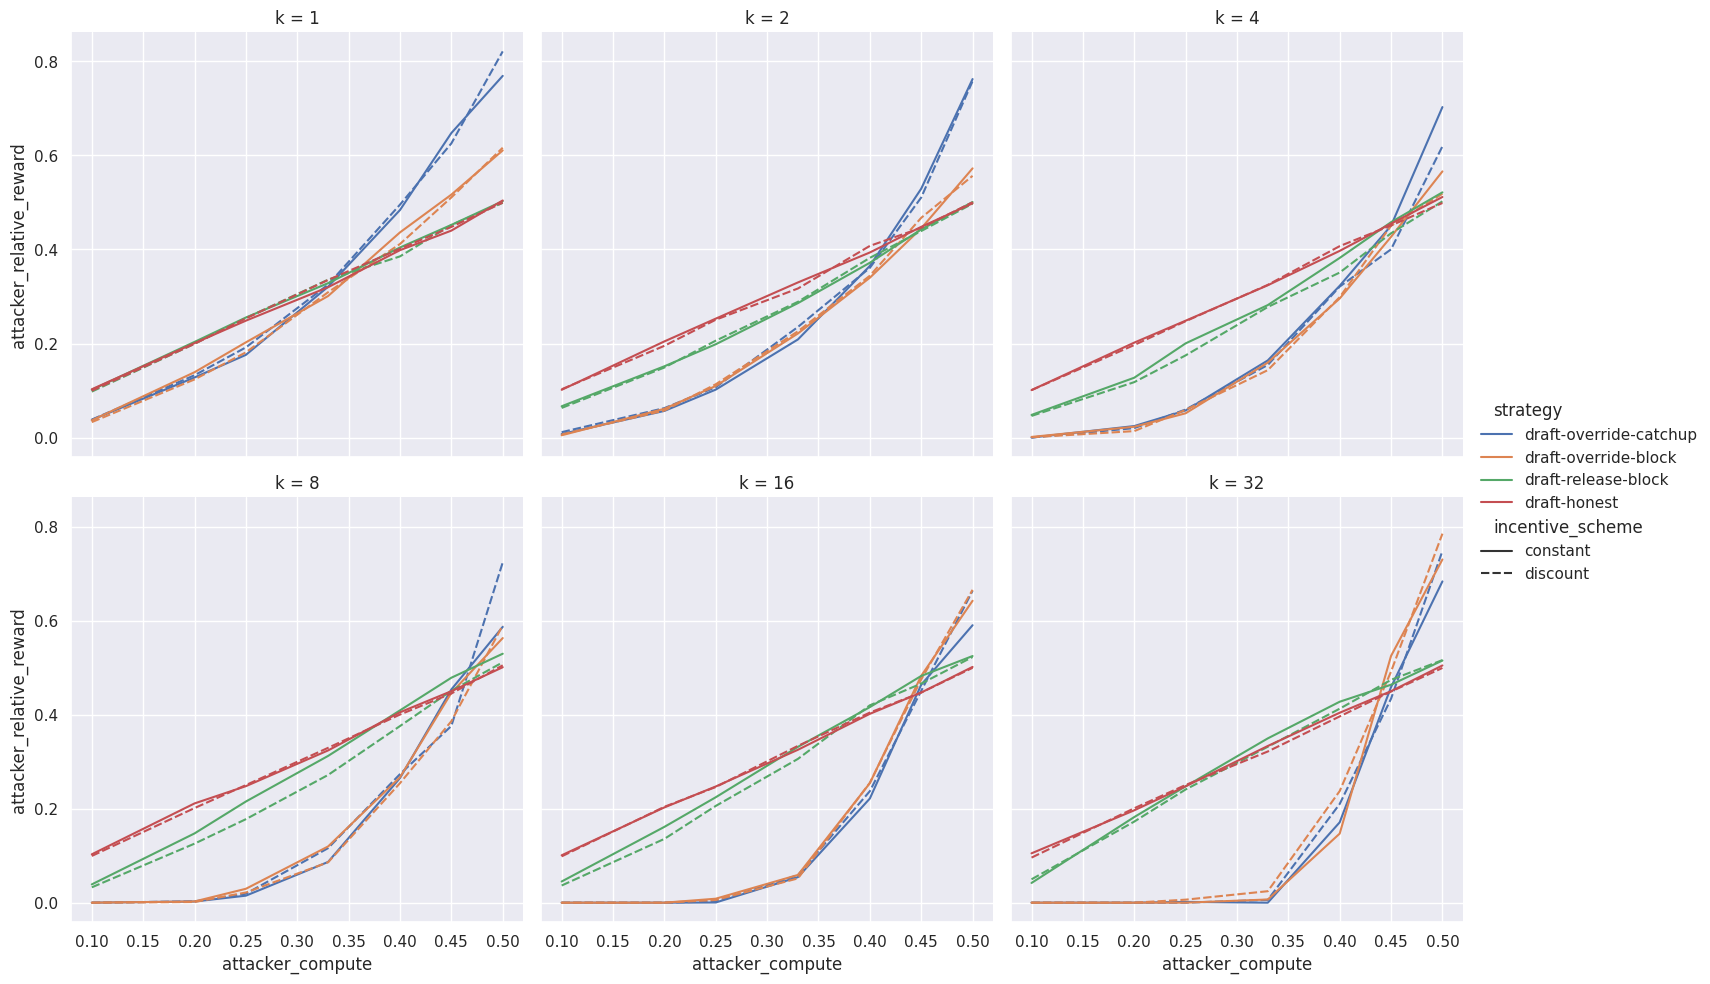 k = 1
k = 2
k = 4
0.8
0.6
0.4
0.2
0.0
attacker_relative_reward
k = 8
k = 16
k = 32
0.8
0.6
0.4
0.2
0.0
attacker_relative_reward
0.10 0.15 0.20 0.25 0.30 0.35 0.40 0.45 0.50
0.10 0.15 0.20 0.25 0.30 0.35 0.40 0.45 0.50
0.10 0.15 0.20 0.25 0.30 0.35 0.40 0.45 0.50
attacker_compute
attacker_compute
attacker_compute
strategy
draft-override-catchup
draft-override-block
draft-release-block
draft-honest
incentive_scheme
constant
discount